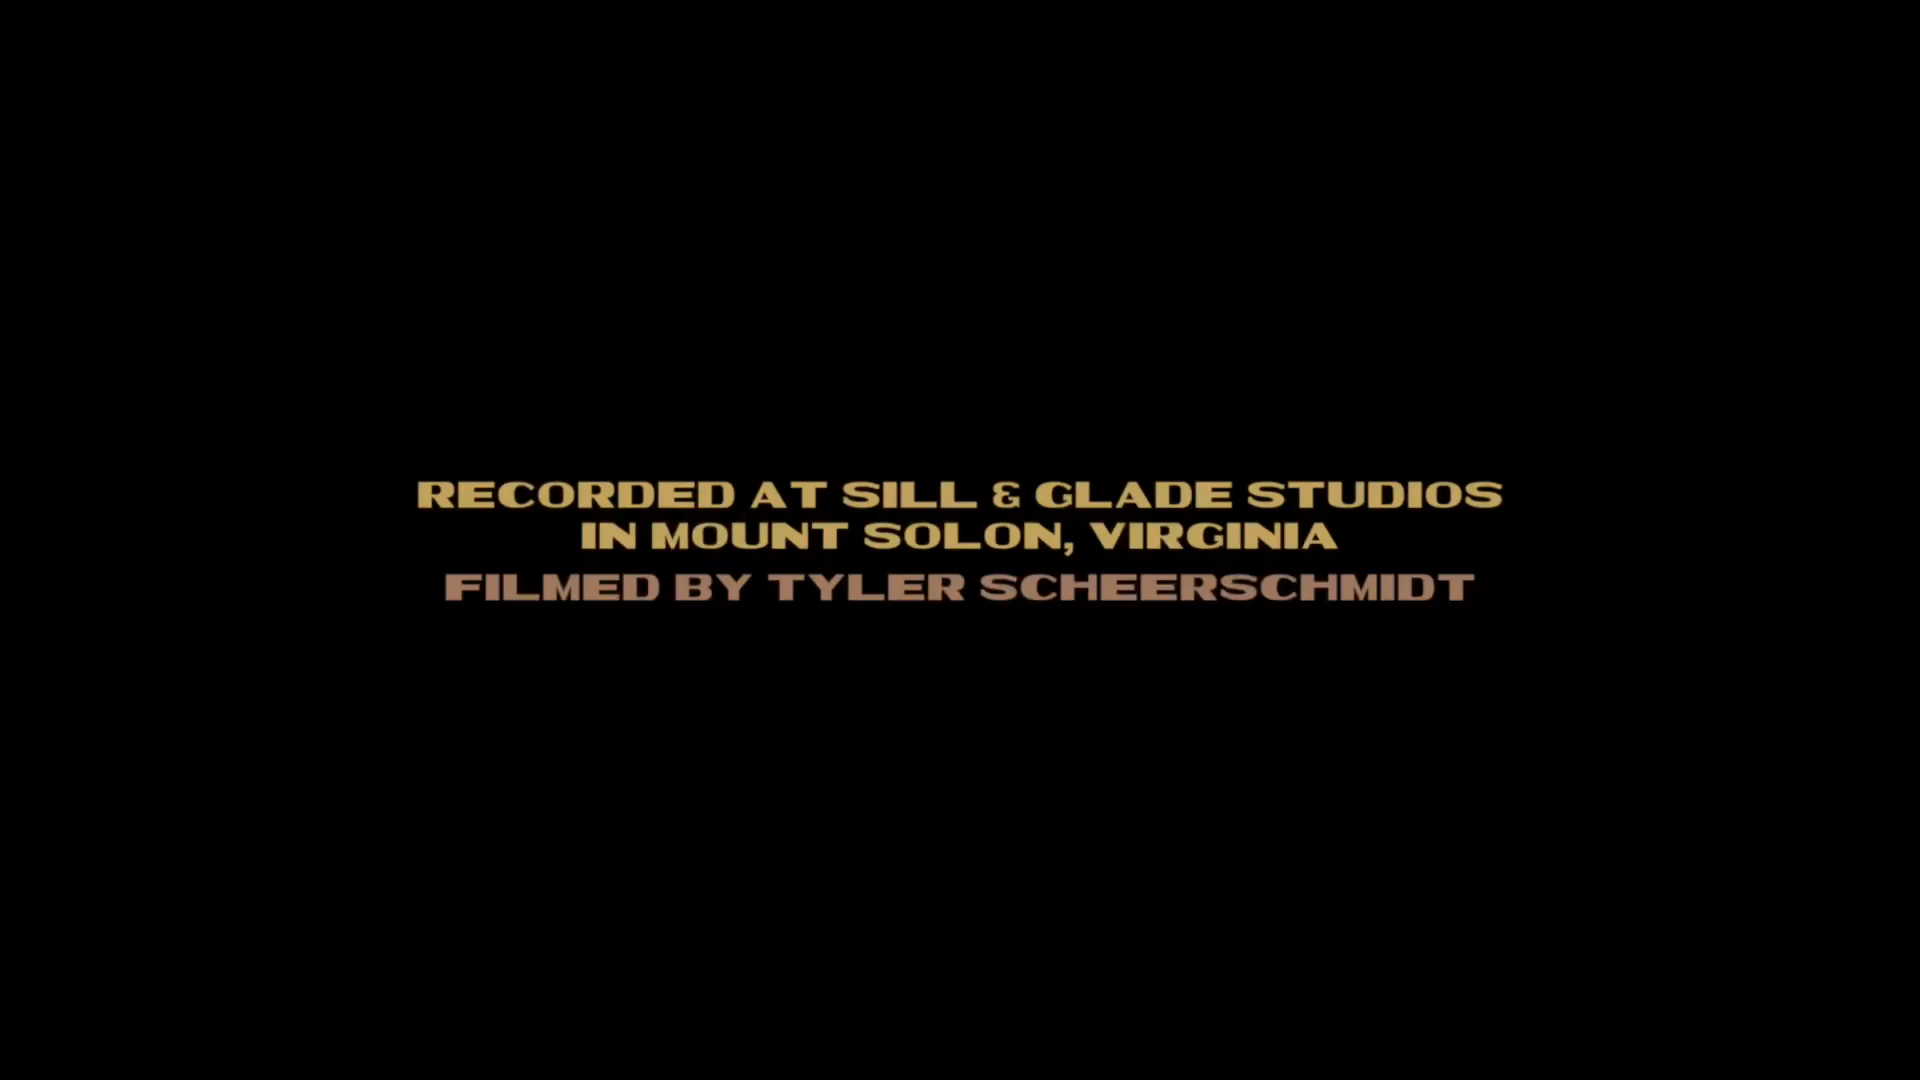 RECORDED AT SILL & GLADE STUDIOS
IN MOUNT SOLON, VIRGINIA
FILMED BY TYLER SCHEERSCHMIDT